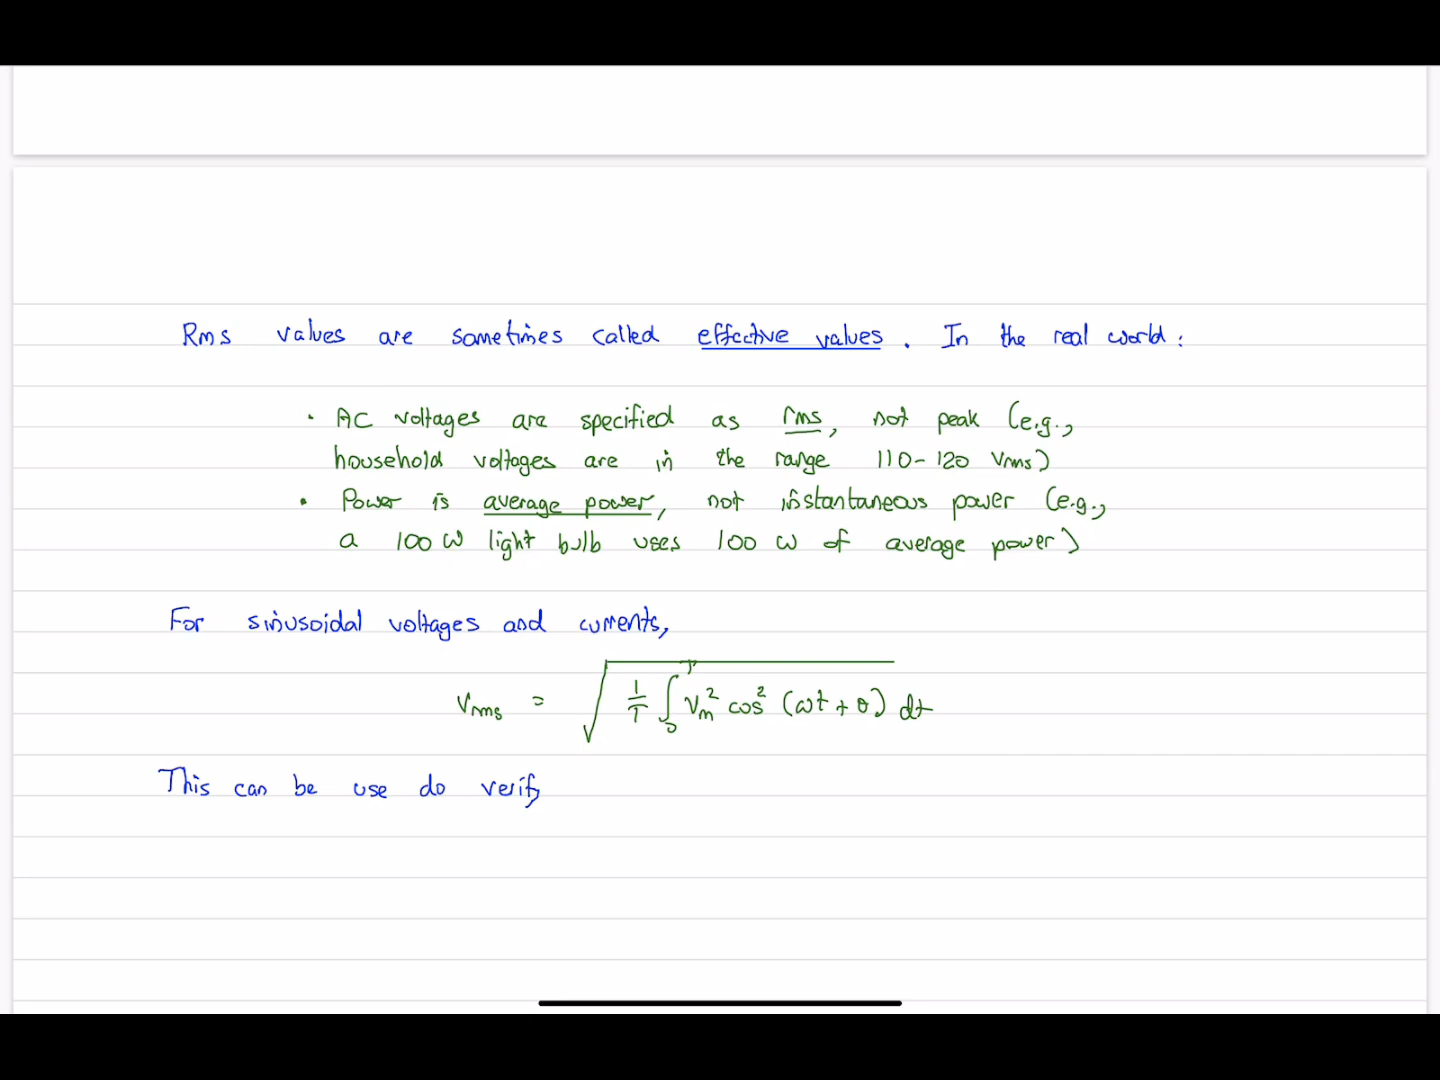 Rms values are sometimes called effective values. In the real world:
• AC voltages are specified as rms, not peak (e.g.,
household voltages are in the range 110-120 Vrms)
• Power is average power, not instantaneous power (e.g.,
a 100 W light bulb uses 100 W of average power)
For sinusoidal voltages and currents,
Vrms = √(1/T ∫₀ᵀ Vm² cos² (ωt + θ) dt
This can be use do verify